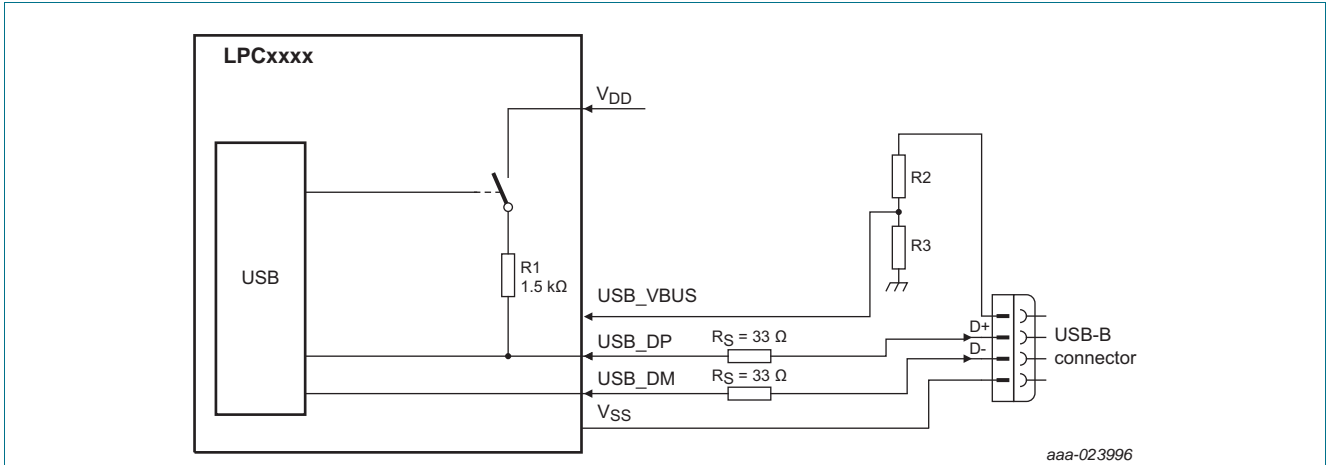 LPCxxxx
VDD
R2
R3
USB
R1
1.5 kΩ
USB_VBUS
USB_DP
RS = 33 Ω
D+
USB-B
connector
D-
USB_DM
RS = 33 Ω
VSS
aaa-023996